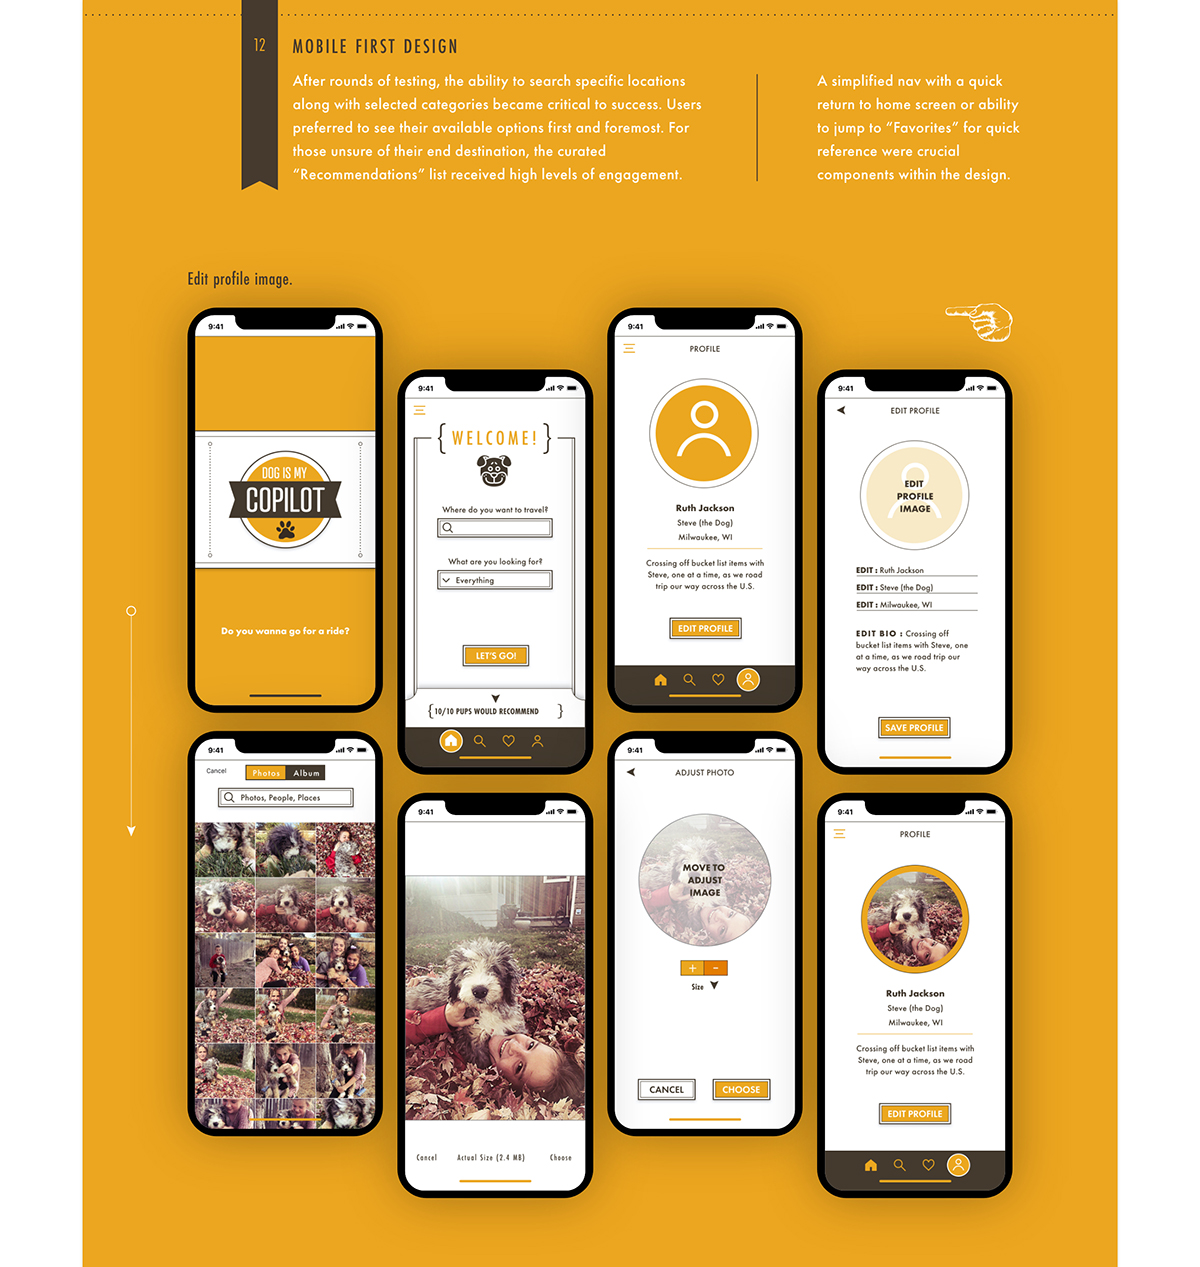 12
MOBILE FIRST DESIGN
After rounds of testing, the ability to search specific locations
along with selected categories became critical to success. Users
preferred to see their available options first and foremost. For
those unsure of their end destination, the curated
“Recommendations” list received high levels of engagement.
A simplified nav with a quick
return to home screen or ability
to jump to “Favorites” for quick
reference were crucial
components within the design.
Edit profile image.
9:41
DOG IS MY
COPILOT
Do you wanna go for a ride?
9:41
WELCOME!
Where do you want to travel?
What are you looking for?
Everything
LET'S GO!
10/10 PUPS WOULD RECOMMEND
9:41
PROFILE
Ruth Jackson
Steve (the Dog)
Milwaukee, WI
Crossing off bucket list items with
Steve, one at a time, as we road
trip our way across the U.S.
EDIT PROFILE
9:41
EDIT PROFILE
EDIT
PROFILE
IMAGE
EDIT : Ruth Jackson
EDIT : Steve (the Dog)
EDIT : Milwaukee, WI
EDIT BIO : Crossing off
bucket list items with Steve, one
at a time, as we road trip our
way across the U.S.
SAVE PROFILE
9:41
Cancel
Photos
Album
Photos, People, Places
9:41
Cancel
Actual Size (2.4 MB)
Choose
9:41
ADJUST PHOTO
MOVE TO
ADJUST
IMAGE
+ -
Size
CANCEL
CHOOSE
9:41
PROFILE
Ruth Jackson
Steve (the Dog)
Milwaukee, WI
Crossing off bucket list items with
Steve, one at a time, as we road
trip our way across the U.S.
EDIT PROFILE